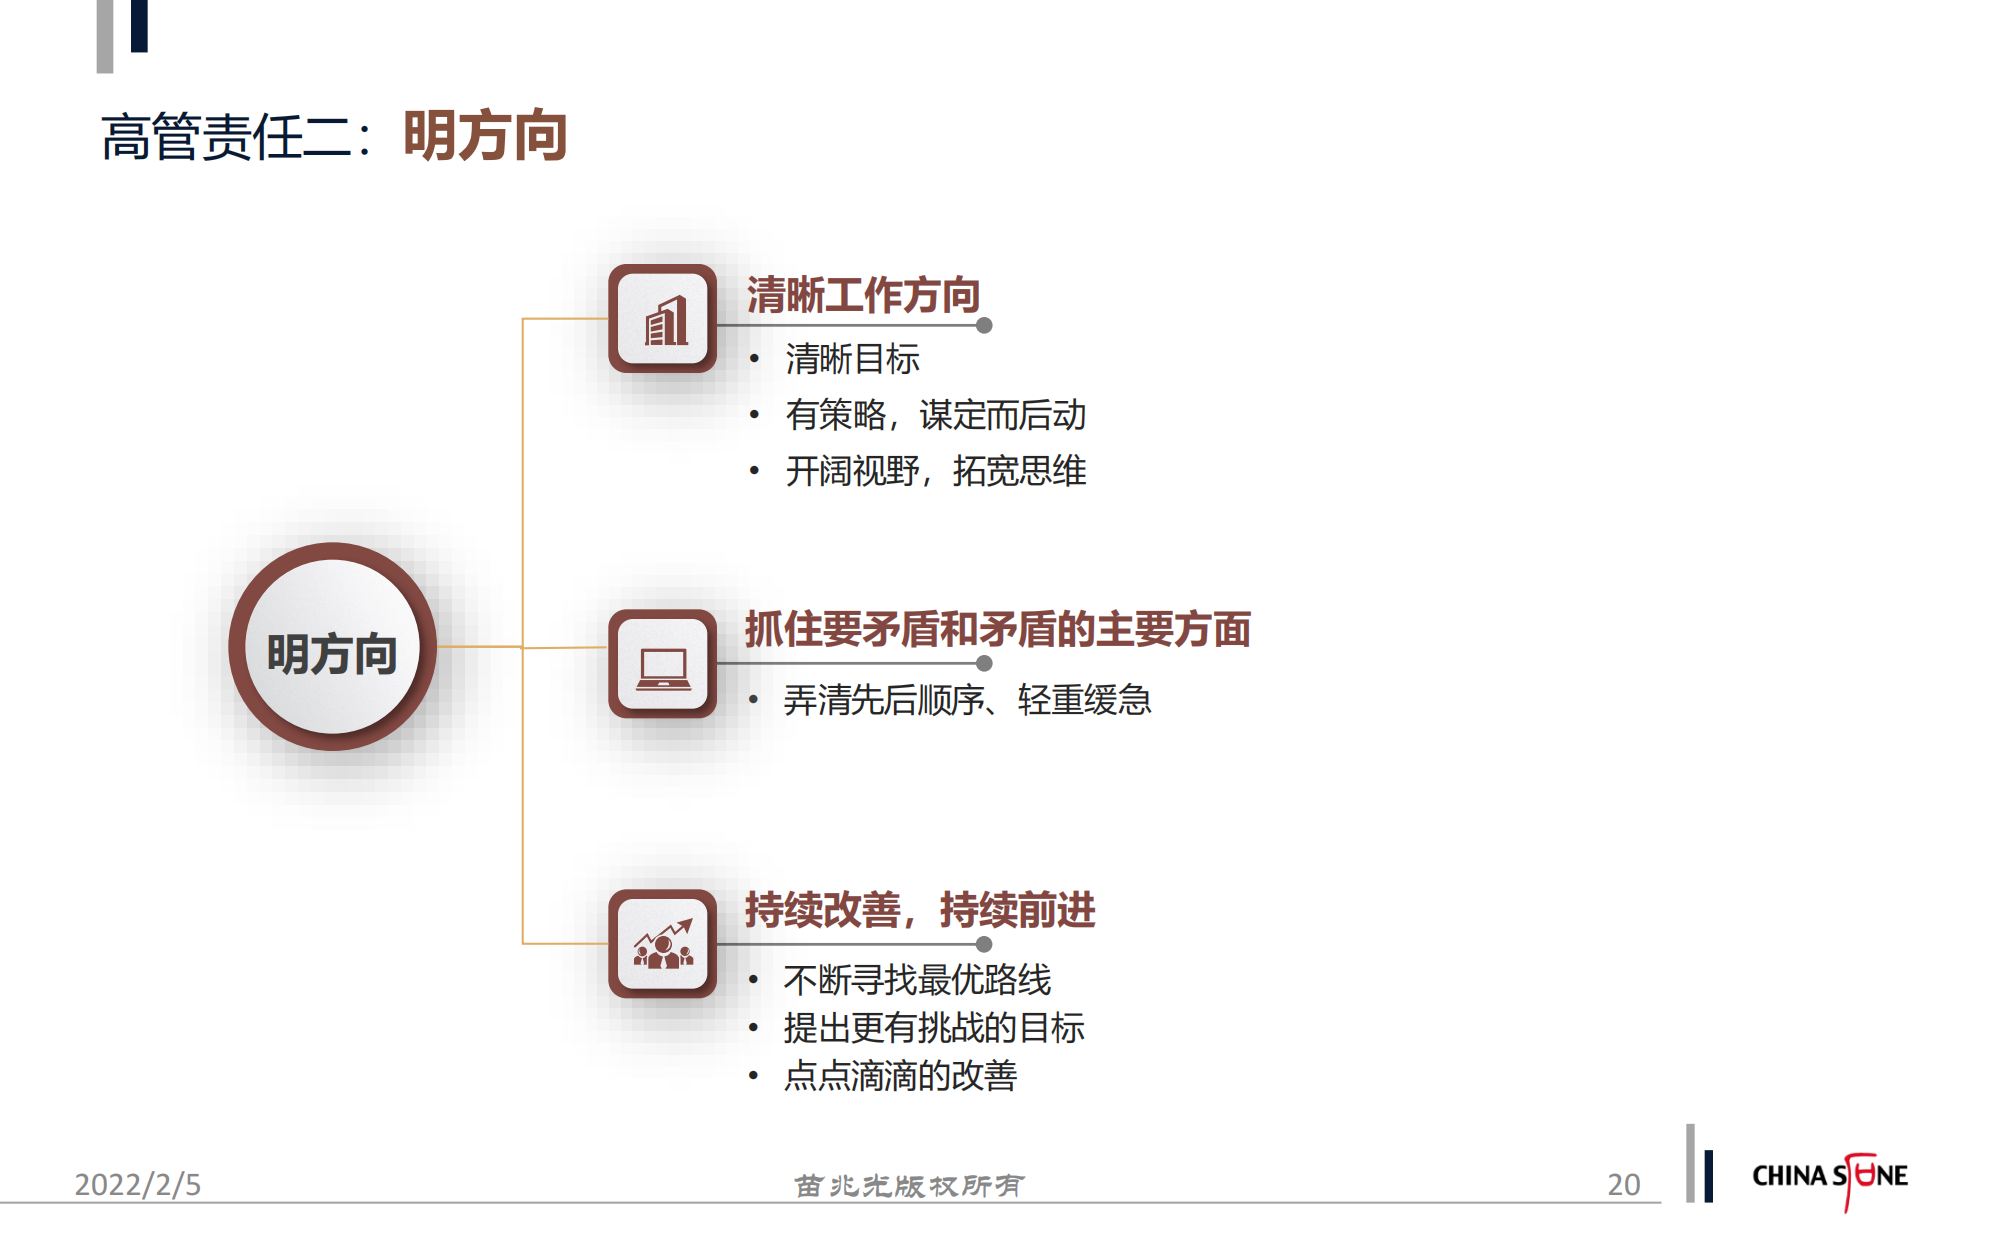 高管责任二：明方向
明方向
清晰工作方向
• 清晰目标
• 有策略，谋定而后动
• 开阔视野，拓宽思维
抓住要矛盾和矛盾的主要方面
• 弄清先后顺序、轻重缓急
持续改善，持续前进
• 不断寻找最优路线
• 提出更有挑战的目标
• 点点滴滴的改善
2022/2/5
苗兆光版权所有
20
CHINA STONE